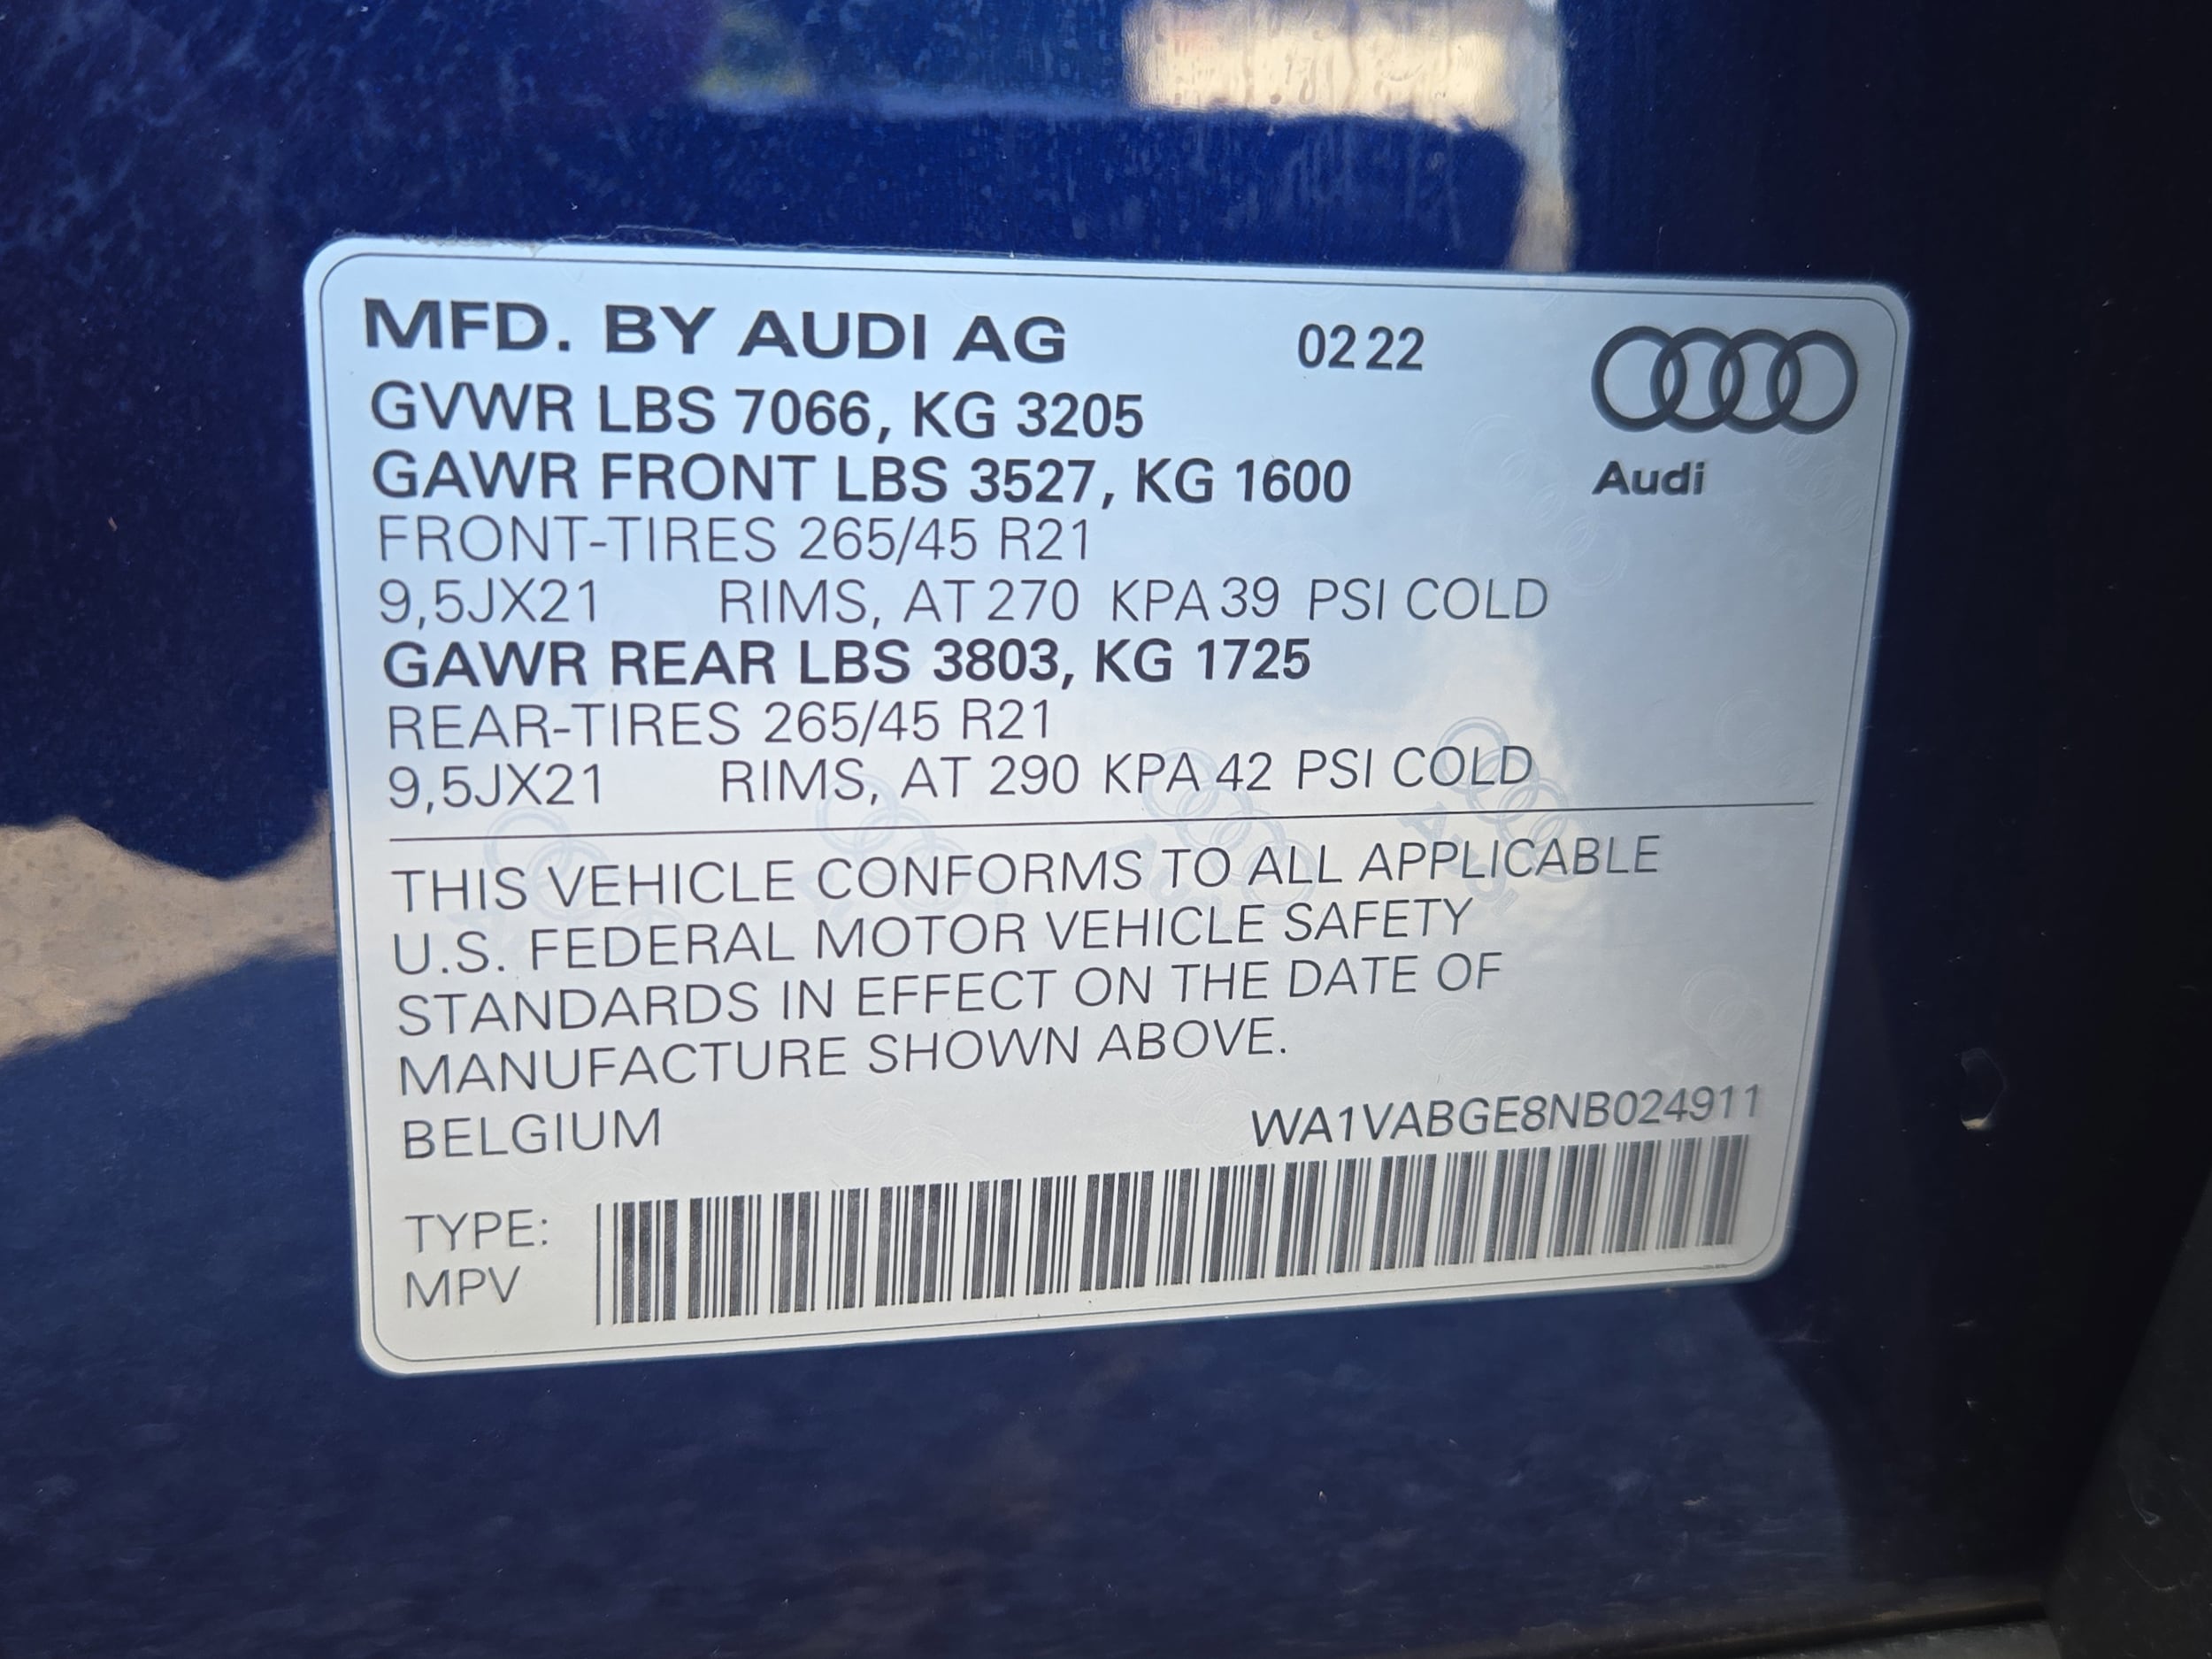 MFD. BY AUDI AG 02 22
GVWR LBS 7066, KG 3205
Audi
GAWR FRONT LBS 3527, KG 1600
FRONT-TIRES 265/45 R21
9,5JX21 RIMS, AT 270 KPA 39 PSI COLD
GAWR REAR LBS 3803, KG 1725
REAR-TIRES 265/45 R21
9,5JX21 RIMS, AT 290 KPA 42 PSI COLD
THIS VEHICLE CONFORMS TO ALL APPLICABLE
U.S. FEDERAL MOTOR VEHICLE SAFETY
STANDARDS IN EFFECT ON THE DATE OF
MANUFACTURE SHOWN ABOVE.
BELGIUM WA1VABGE8NB024911
TYPE:
MPV